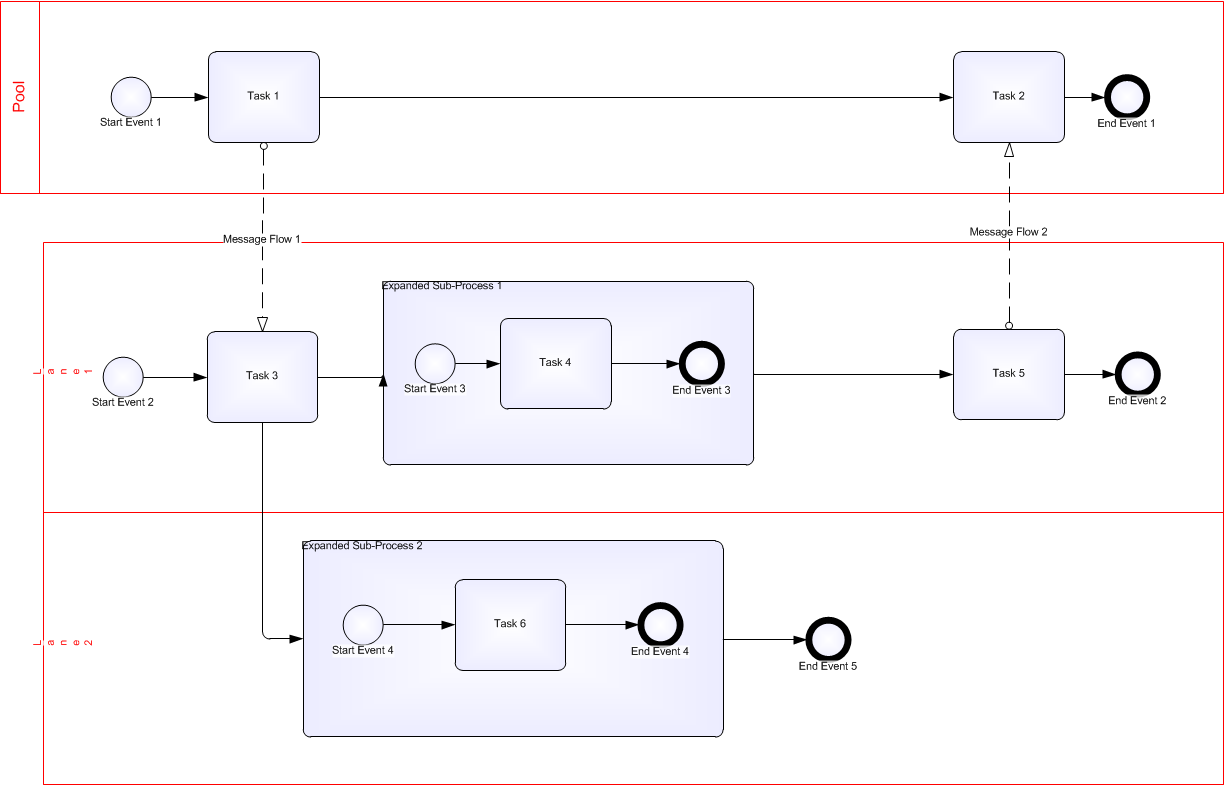 Pool
Start Event 1
Task 1
Task 2
End Event 1
Message Flow 1
Message Flow 2
Lane 1
Start Event 2
Task 3
Expanded Sub-Process 1
Start Event 3
Task 4
End Event 3
Task 5
End Event 2
Lane 2
Expanded Sub-Process 2
Start Event 4
Task 6
End Event 4
End Event 5